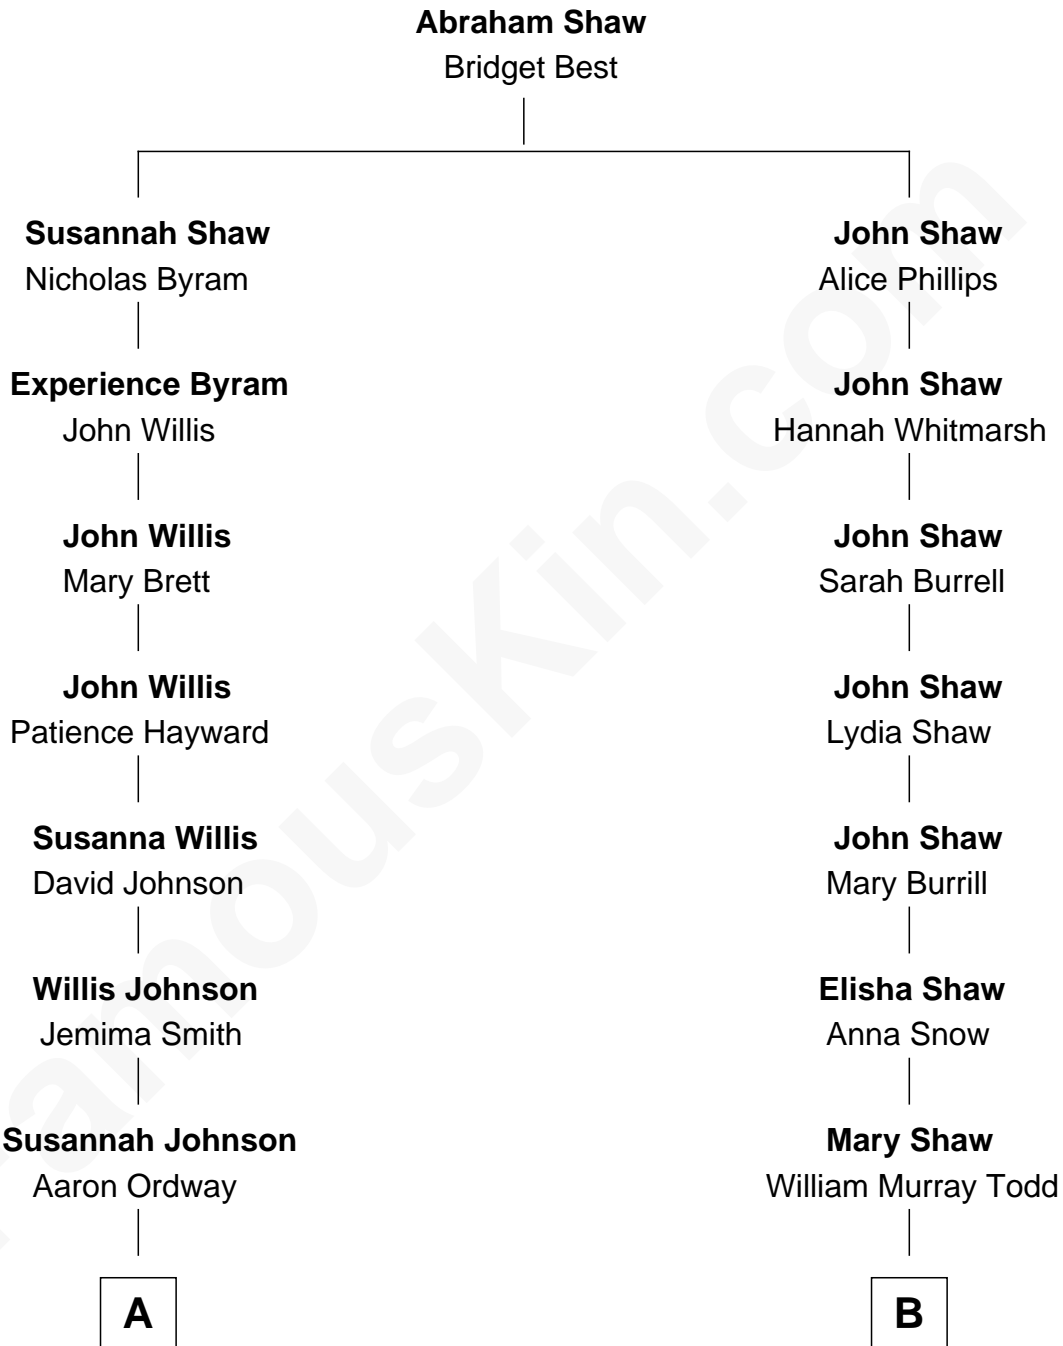 Abraham Shaw
Bridget Best
Susannah Shaw
Nicholas Byram
John Shaw
Alice Phillips
Experience Byram
John Willis
John Shaw
Hannah Whitmarsh
John Willis
Mary Brett
John Shaw
Sarah Burrell
John Willis
Patience Hayward
John Shaw
Lydia Shaw
Susanna Willis
David Johnson
John Shaw
Mary Burrill
Willis Johnson
Jemima Smith
Elisha Shaw
Anna Snow
Susannah Johnson
Aaron Ordway
Mary Shaw
William Murray Todd
A
B
FamousKin.com